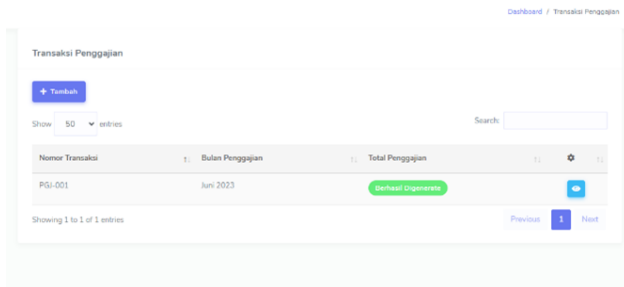 Dashboard / Transaksi Penggajian
Transaksi Penggajian
+ Tambah
Show 50 entries
Search:
Nomor Transaksi Bulan Penggajian Total Penggajian
PGJ-001 Juni 2023 Berhasil Digenerate
Showing 1 to 1 of 1 entries
Previous 1 Next